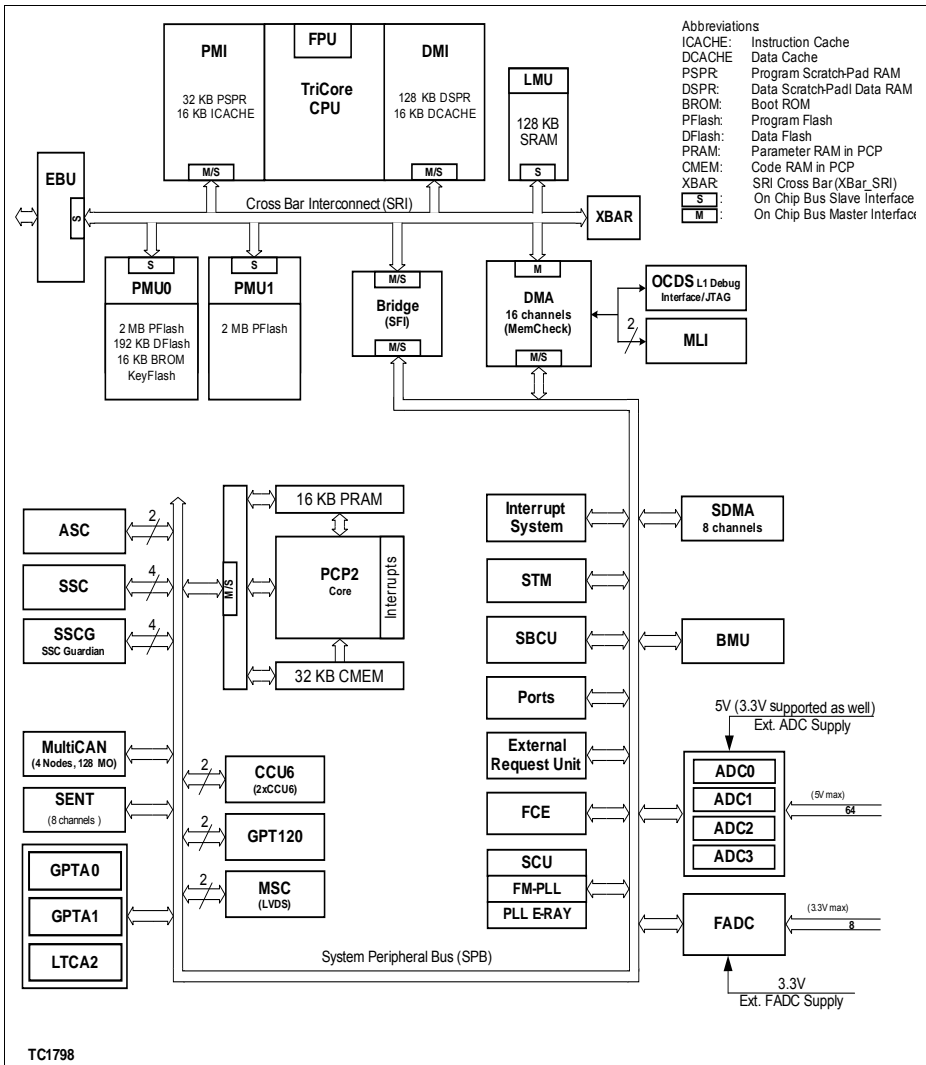 Abbreviations:
ICACHE: Instruction Cache
DCACHE Data Cache
PSPR: Program Scratch-Pad RAM
DSPR: Data Scratch-Padl Data RAM
BROM: Boot ROM
PFlash: Program Flash
DFlash: Data Flash
PRAM: Parameter RAM in PCP
CMEM: Code RAM in PCP
XBAR: SRI Cross Bar (XBar_SRI)
S : On Chip Bus Slave Interface
M : On Chip Bus Master Interface
PMI
32 KB PSPR
16 KB ICACHE
M/S
FPU
TriCore
CPU
DMI
128 KB DSPR
16 KB DCACHE
M/S
LMU
128 KB
SRAM
S
EBU
S
Cross Bar Interconnect (SRI)
XBAR
S
PMU0
2 MB PFlash
192 KB DFlash
16 KB BROM
KeyFlash
S
PMU1
2 MB PFlash
M/S
Bridge
(SFI)
M/S
M
DMA
16 channels
(MemCheck)
M/S
OCDS L1 Debug
Interface/JTAG
2
MLI
ASC
2
SSC
4
SSCG
SSC Guardian
4
M/S
16 KB PRAM
PCP2
Core
Interrupts
32 KB CMEM
Interrupt
System
SDMA
8 channels
STM
SBCU
BMU
Ports
External
Request Unit
FCE
SCU
FM-PLL
PLL E-RAY
MultiCAN
(4 Nodes, 128 MO)
SENT
(8 channels )
GPTA0
GPTA1
LTCA2
2
CCU6
(2xCCU6)
2
GPT120
2
MSC
(LVDS)
5V (3.3V supported as well)
Ext. ADC Supply
ADC0
ADC1
ADC2
ADC3
(5V max)
64
FADC
(3.3V max)
8
3.3V
Ext. FADC Supply
System Peripheral Bus (SPB)
TC1798